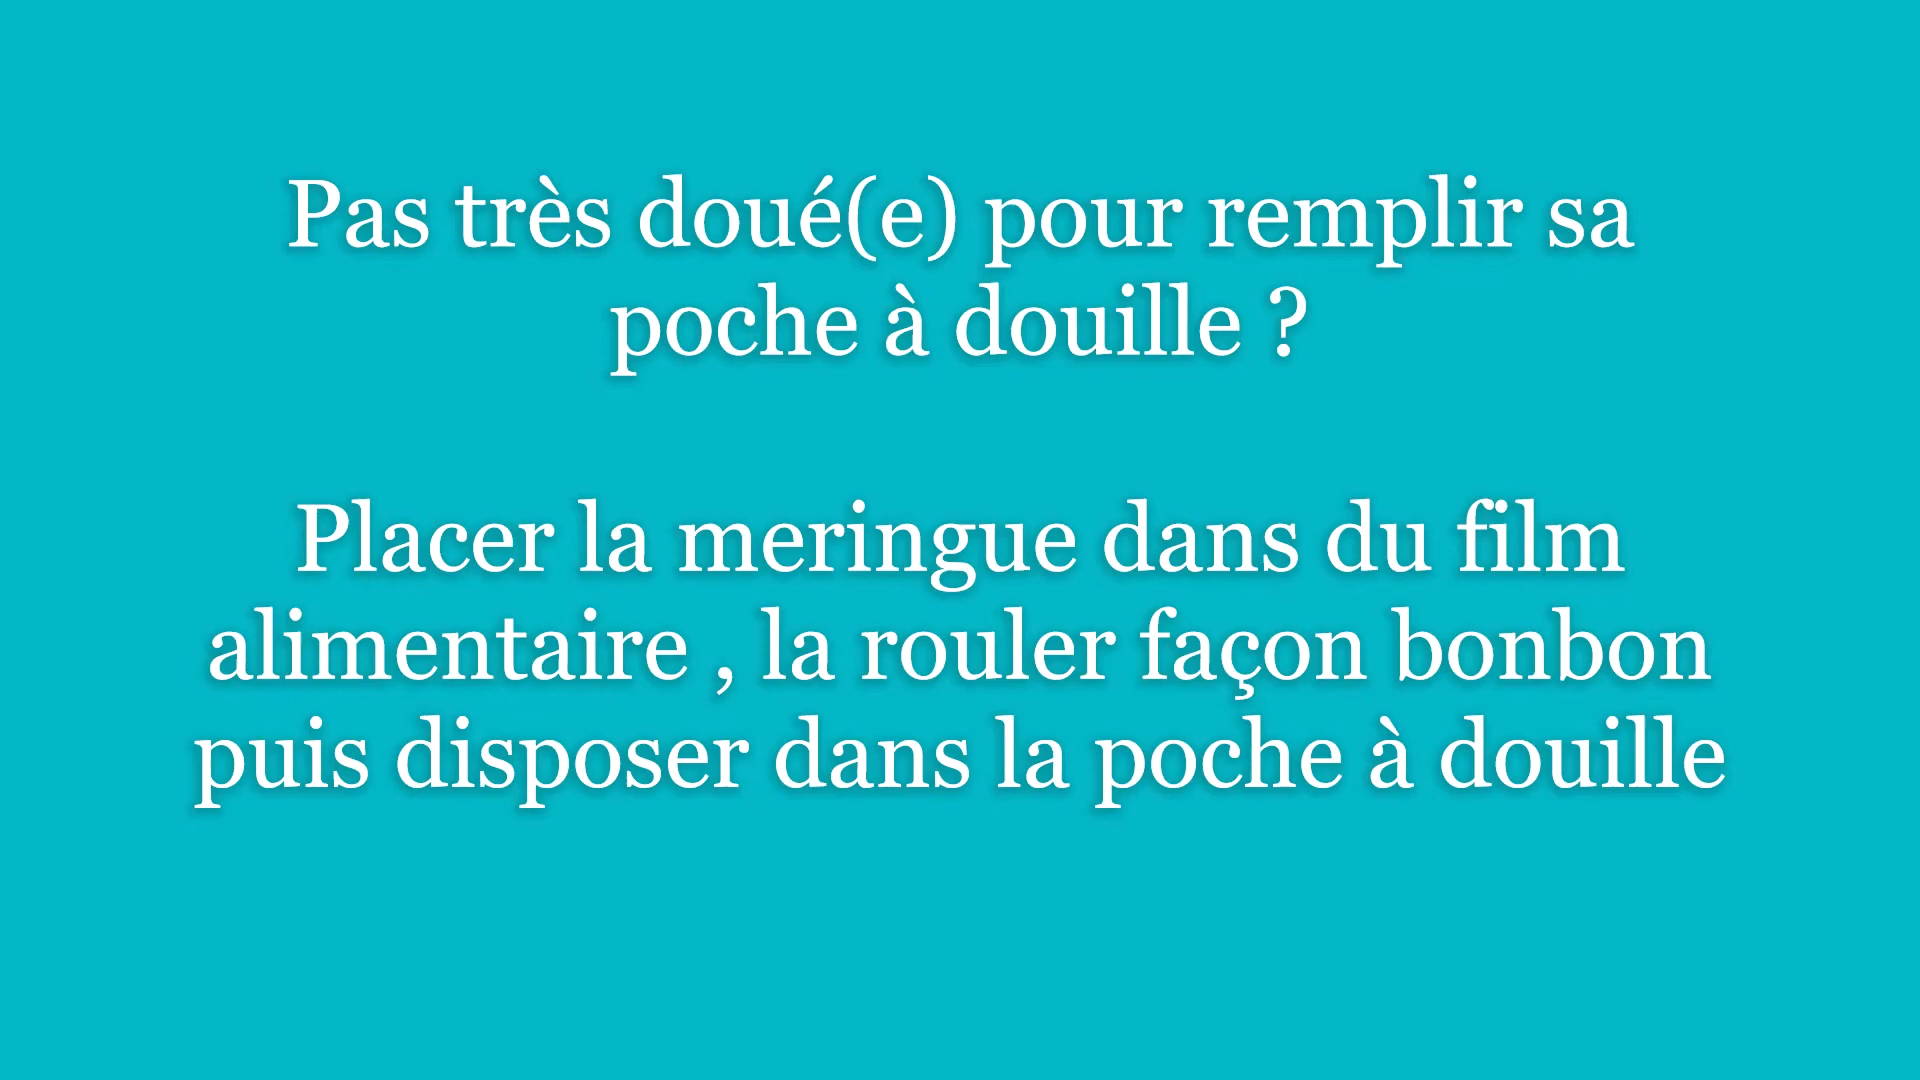 Pas très doué(e) pour remplir sa
poche à douille ?
Placer la meringue dans du film
alimentaire , la rouler façon bonbon
puis disposer dans la poche à douille